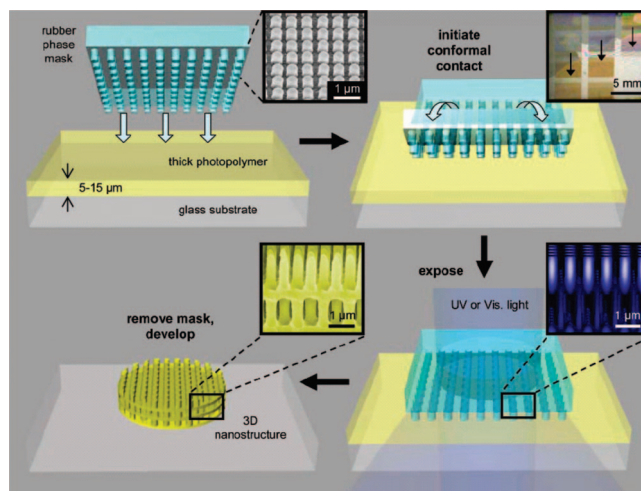 rubber
phase
mask
1 µm
initiate
conformal
contact
5 mm
thick photopolymer
5-15 µm
glass substrate
expose
UV or Vis. light
1 µm
remove mask,
develop
1 µm
3D
nanostructure